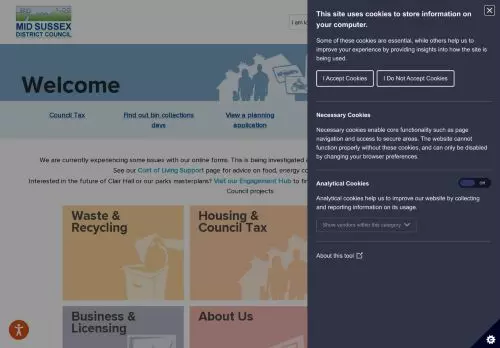 MID SUSSEX
DISTRICT COUNCIL
I am lo
Welcome
Council Tax
Find out bin collections
days
View a planning
application
We are currently experiencing some issues with our online forms. This is being investigated a
See our Cost of Living Support page for advice on food, energy co
Interested in the future of Clair Hall or our parks masterplans? Visit our Engagement Hub to fi
Council projects
Waste &
Recycling
Housing &
Council Tax
Business &
Licensing
About Us
This site uses cookies to store information on
your computer.
Some of these cookies are essential, while others help us to
improve your experience by providing insights into how the site is
being used.
I Accept Cookies
I Do Not Accept Cookies
Necessary Cookies
Necessary cookies enable core functionality such as page
navigation and access to secure areas. The website cannot
function properly without these cookies, and can only be disabled
by changing your browser preferences.
Analytical Cookies
Off
Analytical cookies help us to improve our website by collecting
and reporting information on its usage.
Show vendors within this category
About this tool